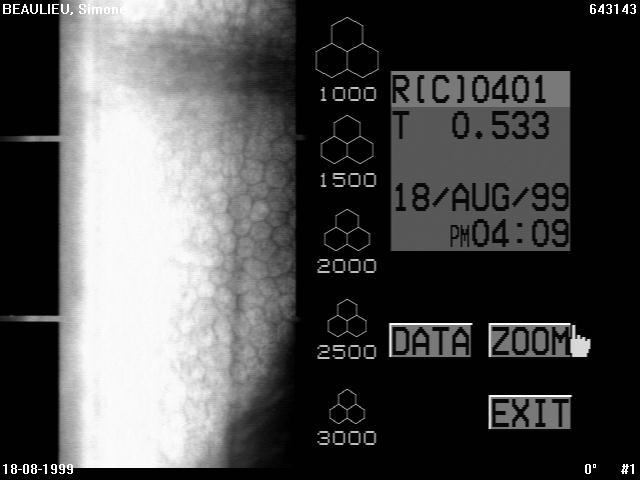 BEAULIEU, Simone
643143
1000
1500
2000
2500
3000
R[C]0401
T 0.533
18/AUG/99
PM04:09
DATA
ZOOM
EXIT
18-08-1999
0°
#1